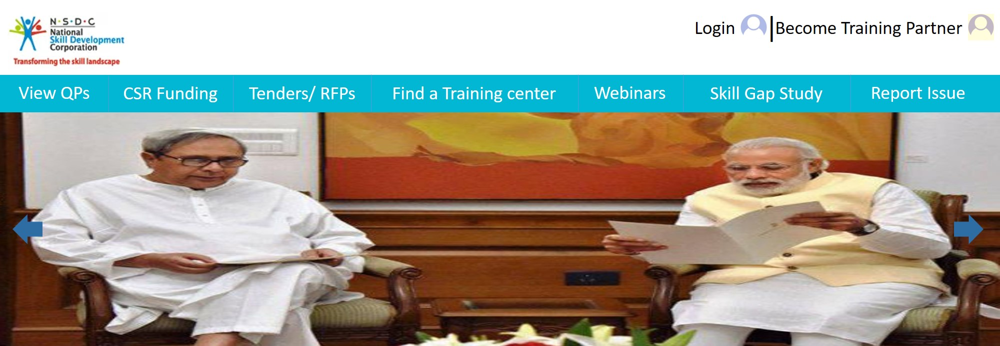 N·S·D·C
National
Skill Development
Corporation
Transforming the skill landscape
Login
Become Training Partner
View QPs
CSR Funding
Tenders/ RFPs
Find a Training center
Webinars
Skill Gap Study
Report Issue